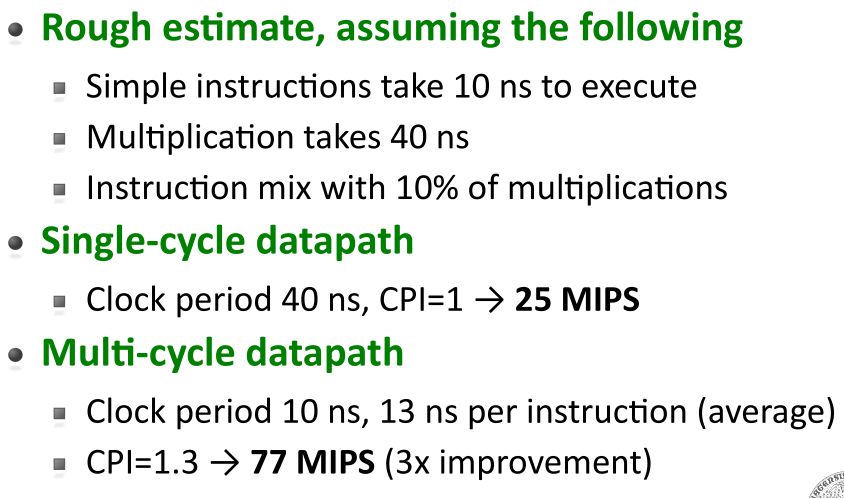 Rough estimate, assuming the following
Simple instructions take 10 ns to execute
Multiplication takes 40 ns
Instruction mix with 10% of multiplications
Single-cycle datapath
Clock period 40 ns, CPI=1 → 25 MIPS
Multi-cycle datapath
Clock period 10 ns, 13 ns per instruction (average)
CPI=1.3 → 77 MIPS (3x improvement)